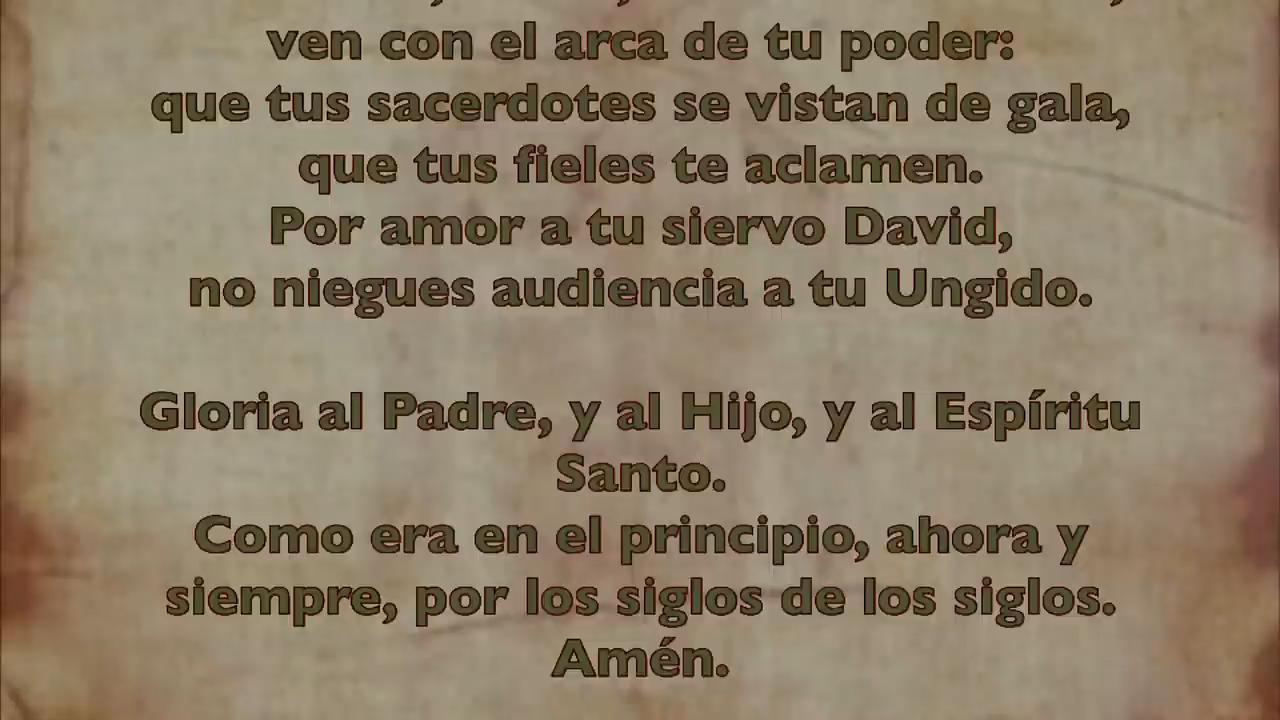 ven con el arca de tu poder:
que tus sacerdotes se vistan de gala,
que tus fieles te aclamen.
Por amor a tu siervo David,
no niegues audiencia a tu Ungido.
Gloria al Padre, y al Hijo, y al Espíritu
Santo.
Como era en el principio, ahora y
siempre, por los siglos de los siglos.
Amén.